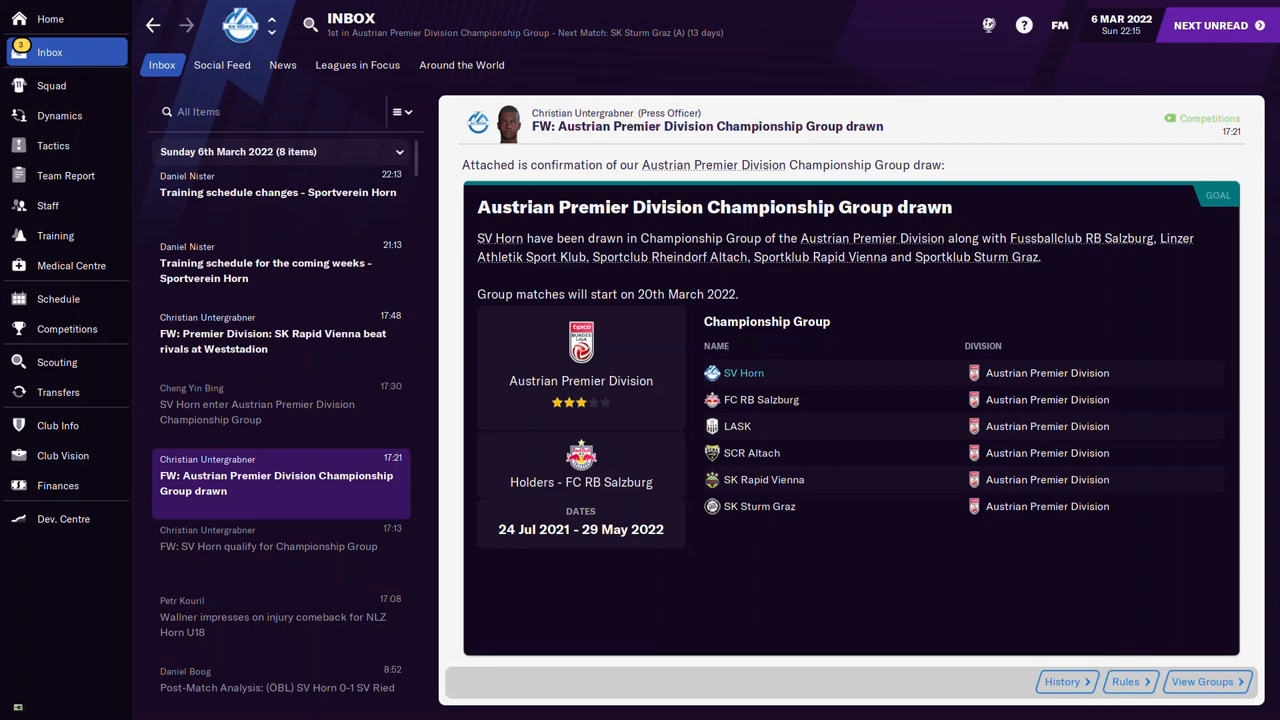 Home
3
Inbox
Squad
Dynamics
Tactics
Team Report
Staff
Training
Medical Centre
Schedule
Competitions
Scouting
Transfers
Club Info
Club Vision
Finances
Dev. Centre
SV HORN
INBOX
1st in Austrian Premier Division Championship Group - Next Match: SK Sturm Graz (A) (13 days)
FM
6 MAR 2022
Sun 22:15
NEXT UNREAD
Inbox
Social Feed
News
Leagues in Focus
Around the World
All Items
Sunday 6th March 2022 (8 items)
Daniel Nister 22:13
Training schedule changes - Sportverein Horn
Daniel Nister 21:13
Training schedule for the coming weeks -
Sportverein Horn
Christian Untergrabner 17:48
FW: Premier Division: SK Rapid Vienna beat
rivals at Weststadion
Cheng Yin Bing 17:30
SV Horn enter Austrian Premier Division
Championship Group
Christian Untergrabner 17:21
FW: Austrian Premier Division Championship
Group drawn
Christian Untergrabner 17:13
FW: SV Horn qualify for Championship Group
Petr Kouril 17:08
Wallner impresses on injury comeback for NLZ
Horn U18
Daniel Boog 8:52
Post-Match Analysis: (ÖBL) SV Horn 0-1 SV Ried
Christian Untergrabner (Press Officer)
FW: Austrian Premier Division Championship Group drawn
Competitions
17:21
Attached is confirmation of our Austrian Premier Division Championship Group draw:
GOAL
Austrian Premier Division Championship Group drawn
SV Horn have been drawn in Championship Group of the Austrian Premier Division along with Fussballclub RB Salzburg, Linzer
Athletik Sport Klub, Sportclub Rheindorf Altach, Sportklub Rapid Vienna and Sportklub Sturm Graz.
Group matches will start on 20th March 2022.
tipico
BUNDES
LIGA
Austrian Premier Division
Holders - FC RB Salzburg
DATES
24 Jul 2021 - 29 May 2022
Championship Group
NAME DIVISION
SV Horn Austrian Premier Division
FC RB Salzburg Austrian Premier Division
LASK Austrian Premier Division
SCR Altach Austrian Premier Division
SK Rapid Vienna Austrian Premier Division
SK Sturm Graz Austrian Premier Division
History
Rules
View Groups